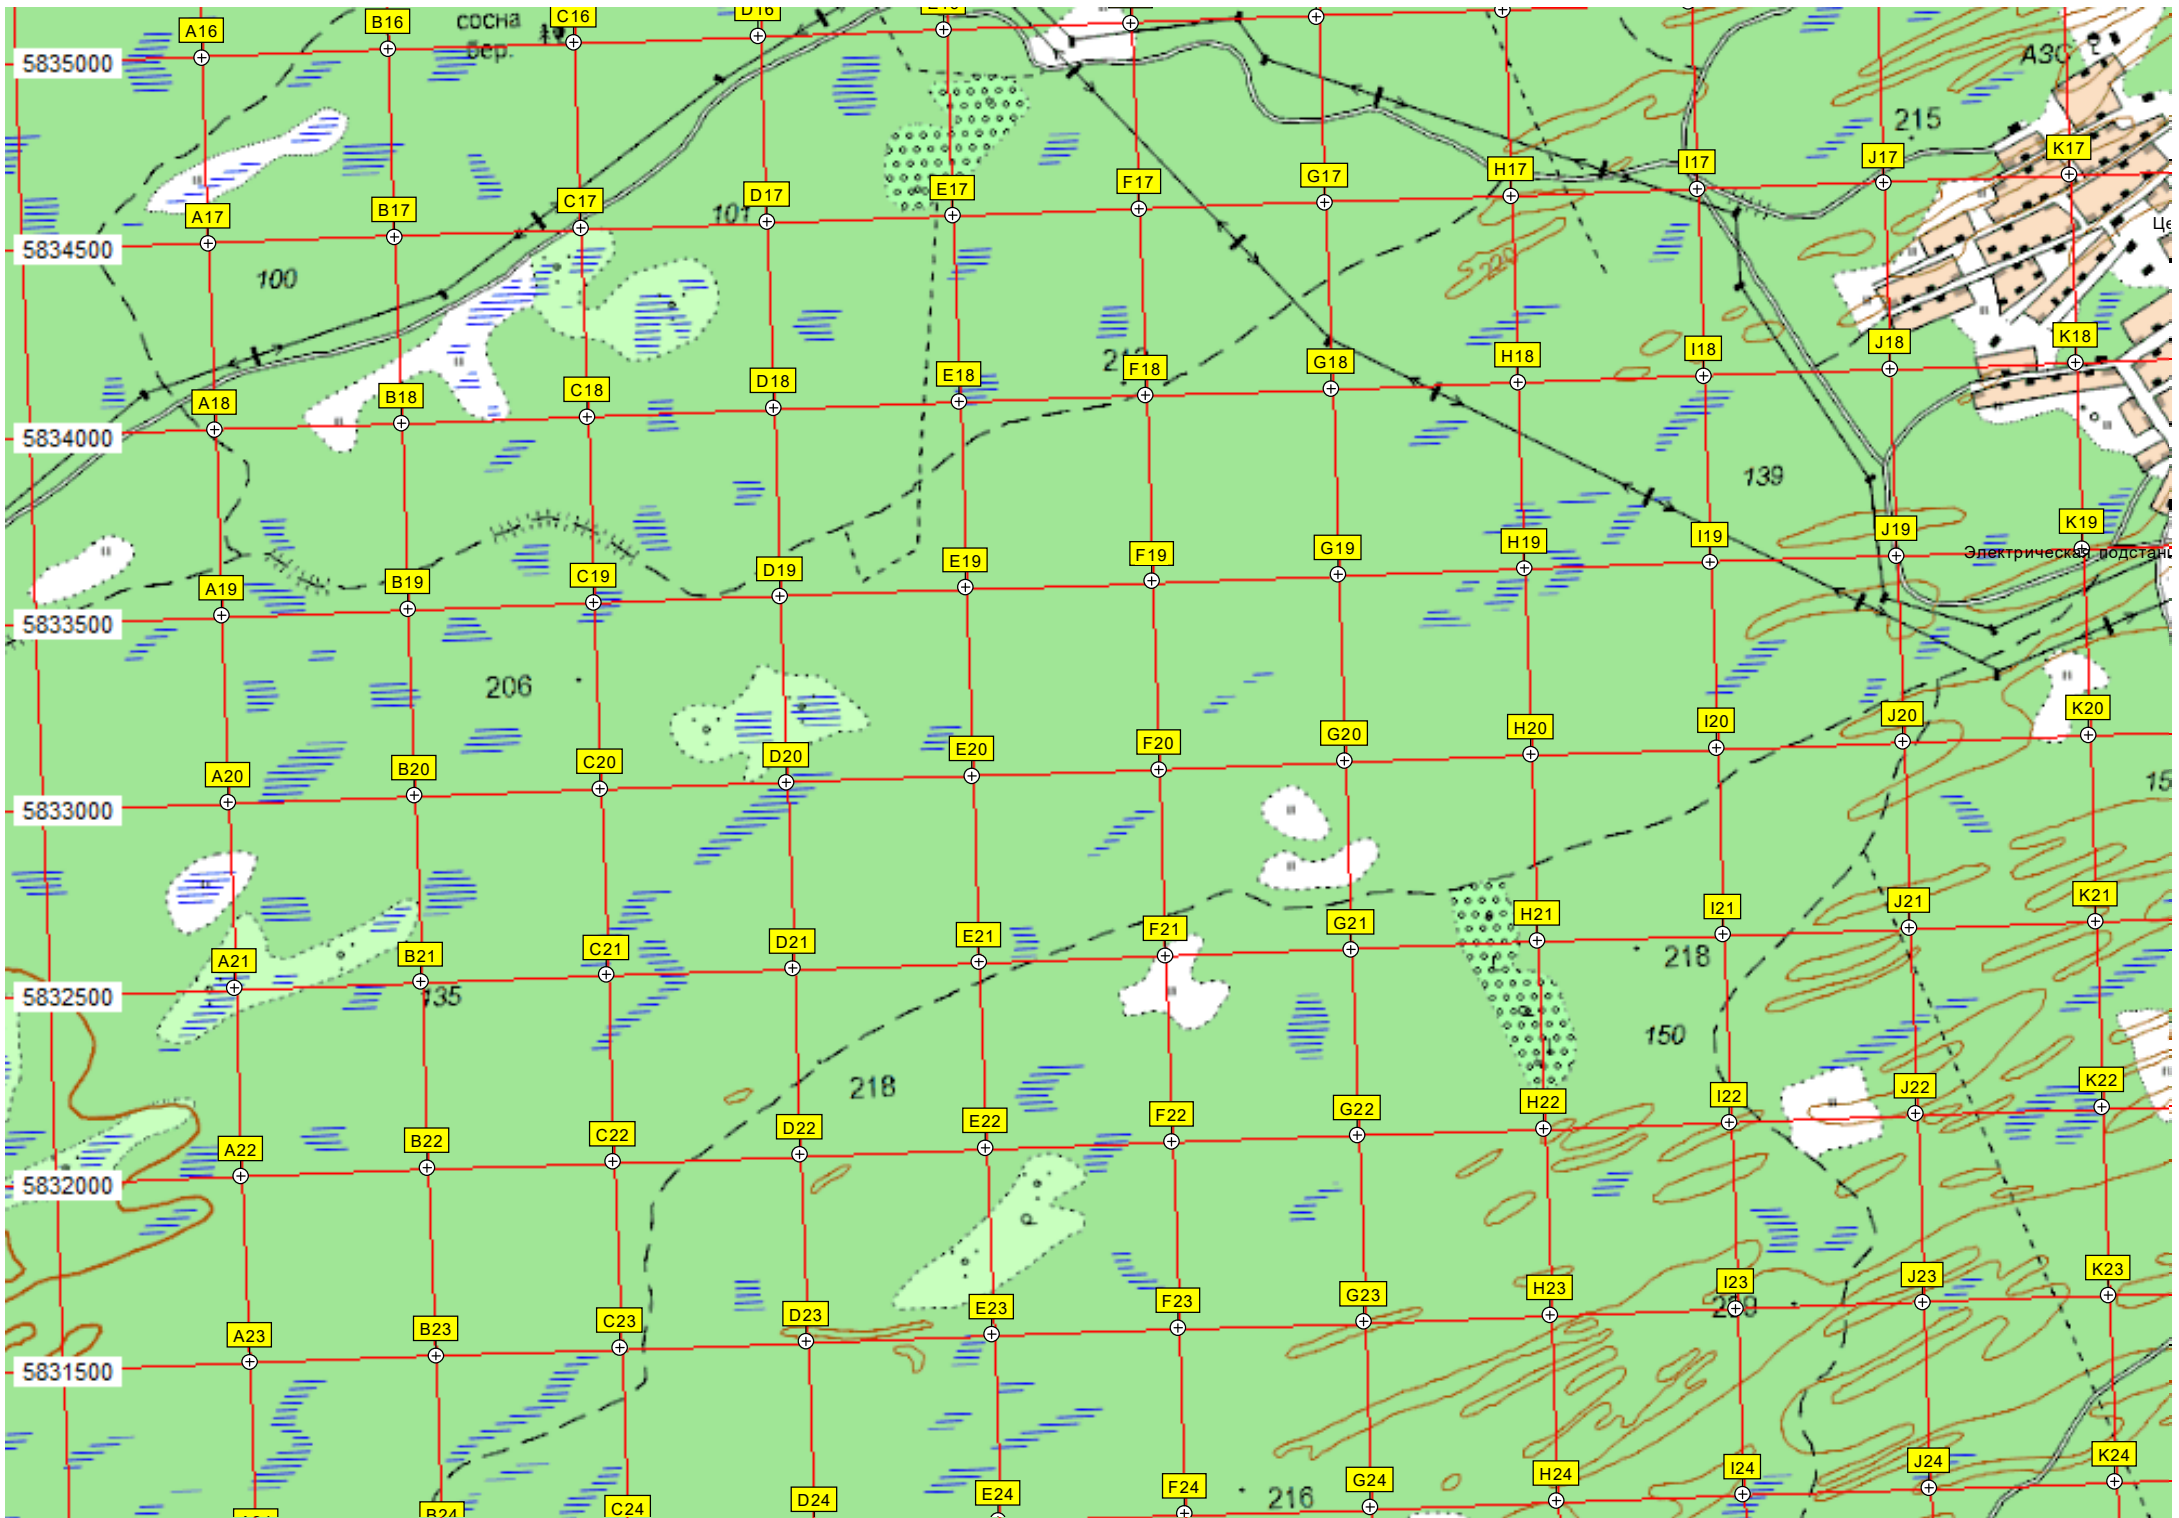 A16
B16
сосна
бер.
C16
D16
5835000
АЗС
215
A17
B17
C17
D17
101
E17
F17
G17
H17
I17
J17
K17
5834500
100
A18
B18
C18
D18
E18
F18
G18
H18
I18
J18
K18
5834000
139
A19
B19
C19
D19
E19
F19
G19
H19
I19
J19
K19
5833500
206
A20
B20
C20
D20
E20
F20
G20
H20
I20
J20
K20
5833000
A21
B21
C21
D21
E21
F21
G21
H21
I21
J21
K21
218
5832500
135
150
218
A22
B22
C22
D22
E22
F22
G22
H22
I22
J22
K22
5832000
A23
B23
C23
D23
E23
F23
G23
H23
I23
J23
K23
5831500
B24
C24
D24
E24
F24
216
G24
H24
I24
J24
K24